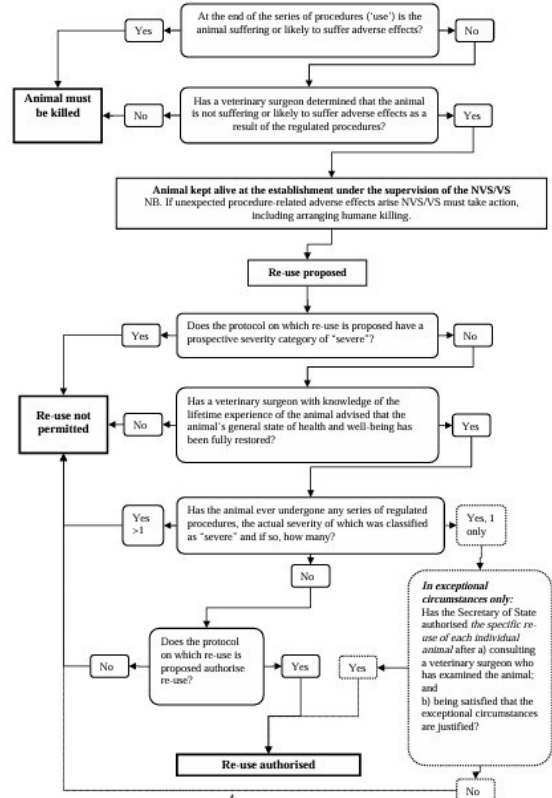 At the end of the series of procedures ('use') is the
animal suffering or likely to suffer adverse effects?
Yes
No
Animal must
be killed
No
Has a veterinary surgeon determined that the animal
is not suffering or likely to suffer adverse effects as a
result of the regulated procedures?
Yes
Animal kept alive at the establishment under the supervision of the NVS/VS
NB. If unexpected procedure-related adverse effects arise NVS/VS must take action,
including arranging humane killing.
Re-use proposed
Does the protocol on which re-use is proposed have a
prospective severity category of "severe"?
Yes
No
Re-use not
permitted
No
Has a veterinary surgeon with knowledge of the
lifetime experience of the animal advised that the
animal's general state of health and well-being has
been fully restored?
Yes
Yes
>1
Has the animal ever undergone any series of regulated
procedures, the actual severity of which was classified
as "severe" and if so, how many?
Yes, 1
only
No
In exceptional
circumstances only:
Has the Secretary of State
authorised the specific re-
use of each individual
animal after a) consulting
a veterinary surgeon who
has examined the animal;
and
b) being satisfied that the
exceptional circumstances
are justified?
No
Does the protocol
on which re-use is
proposed authorise
re-use?
Yes
Yes
Re-use authorised
No